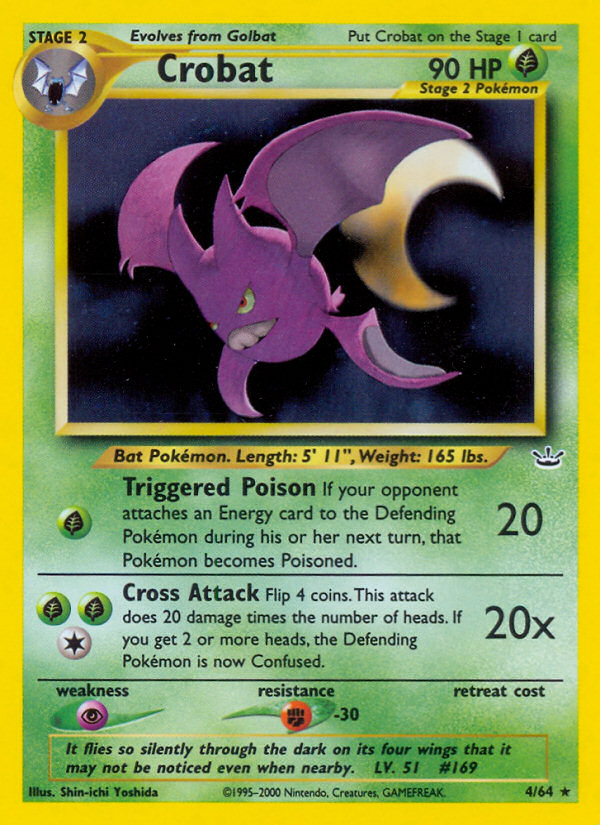 STAGE 2 Evolves from Golbat Put Crobat on the Stage 1 card
Crobat 90 HP
Stage 2 Pokémon
Bat Pokémon. Length: 5' 11", Weight: 165 lbs.
Triggered Poison If your opponent
attaches an Energy card to the Defending
Pokémon during his or her next turn, that
Pokémon becomes Poisoned.
20
Cross Attack Flip 4 coins. This attack
does 20 damage times the number of heads. If
you get 2 or more heads, the Defending
Pokémon is now Confused.
20x
weakness resistance retreat cost
-30
It flies so silently through the dark on its four wings that it
may not be noticed even when nearby. LV. 51 #169
Illus. Shin-ichi Yoshida ©1995-2000 Nintendo, Creatures, GAMEFREAK. 4/64 ★